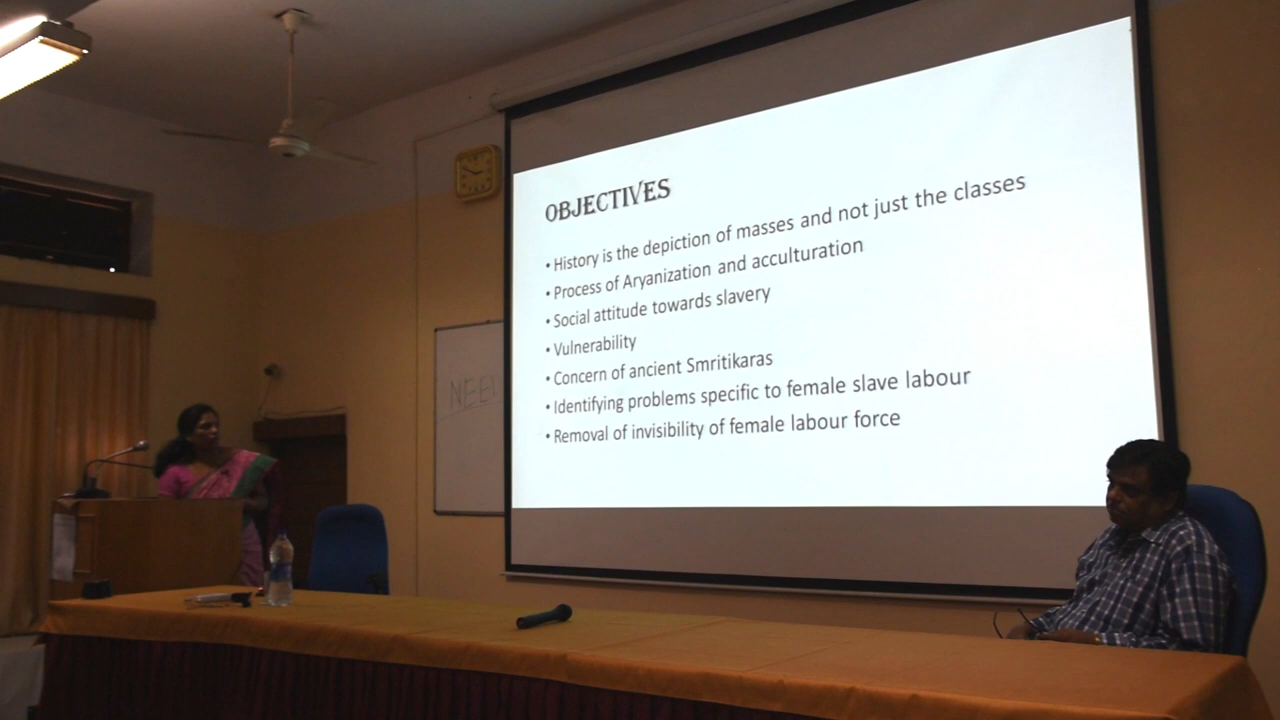 OBJECTIVES
• History is the depiction of masses and not just the classes
• Process of Aryanization and acculturation
• Social attitude towards slavery
• Vulnerability
• Concern of ancient Smritikaras
• Identifying problems specific to female slave labour
• Removal of invisibility of female labour force